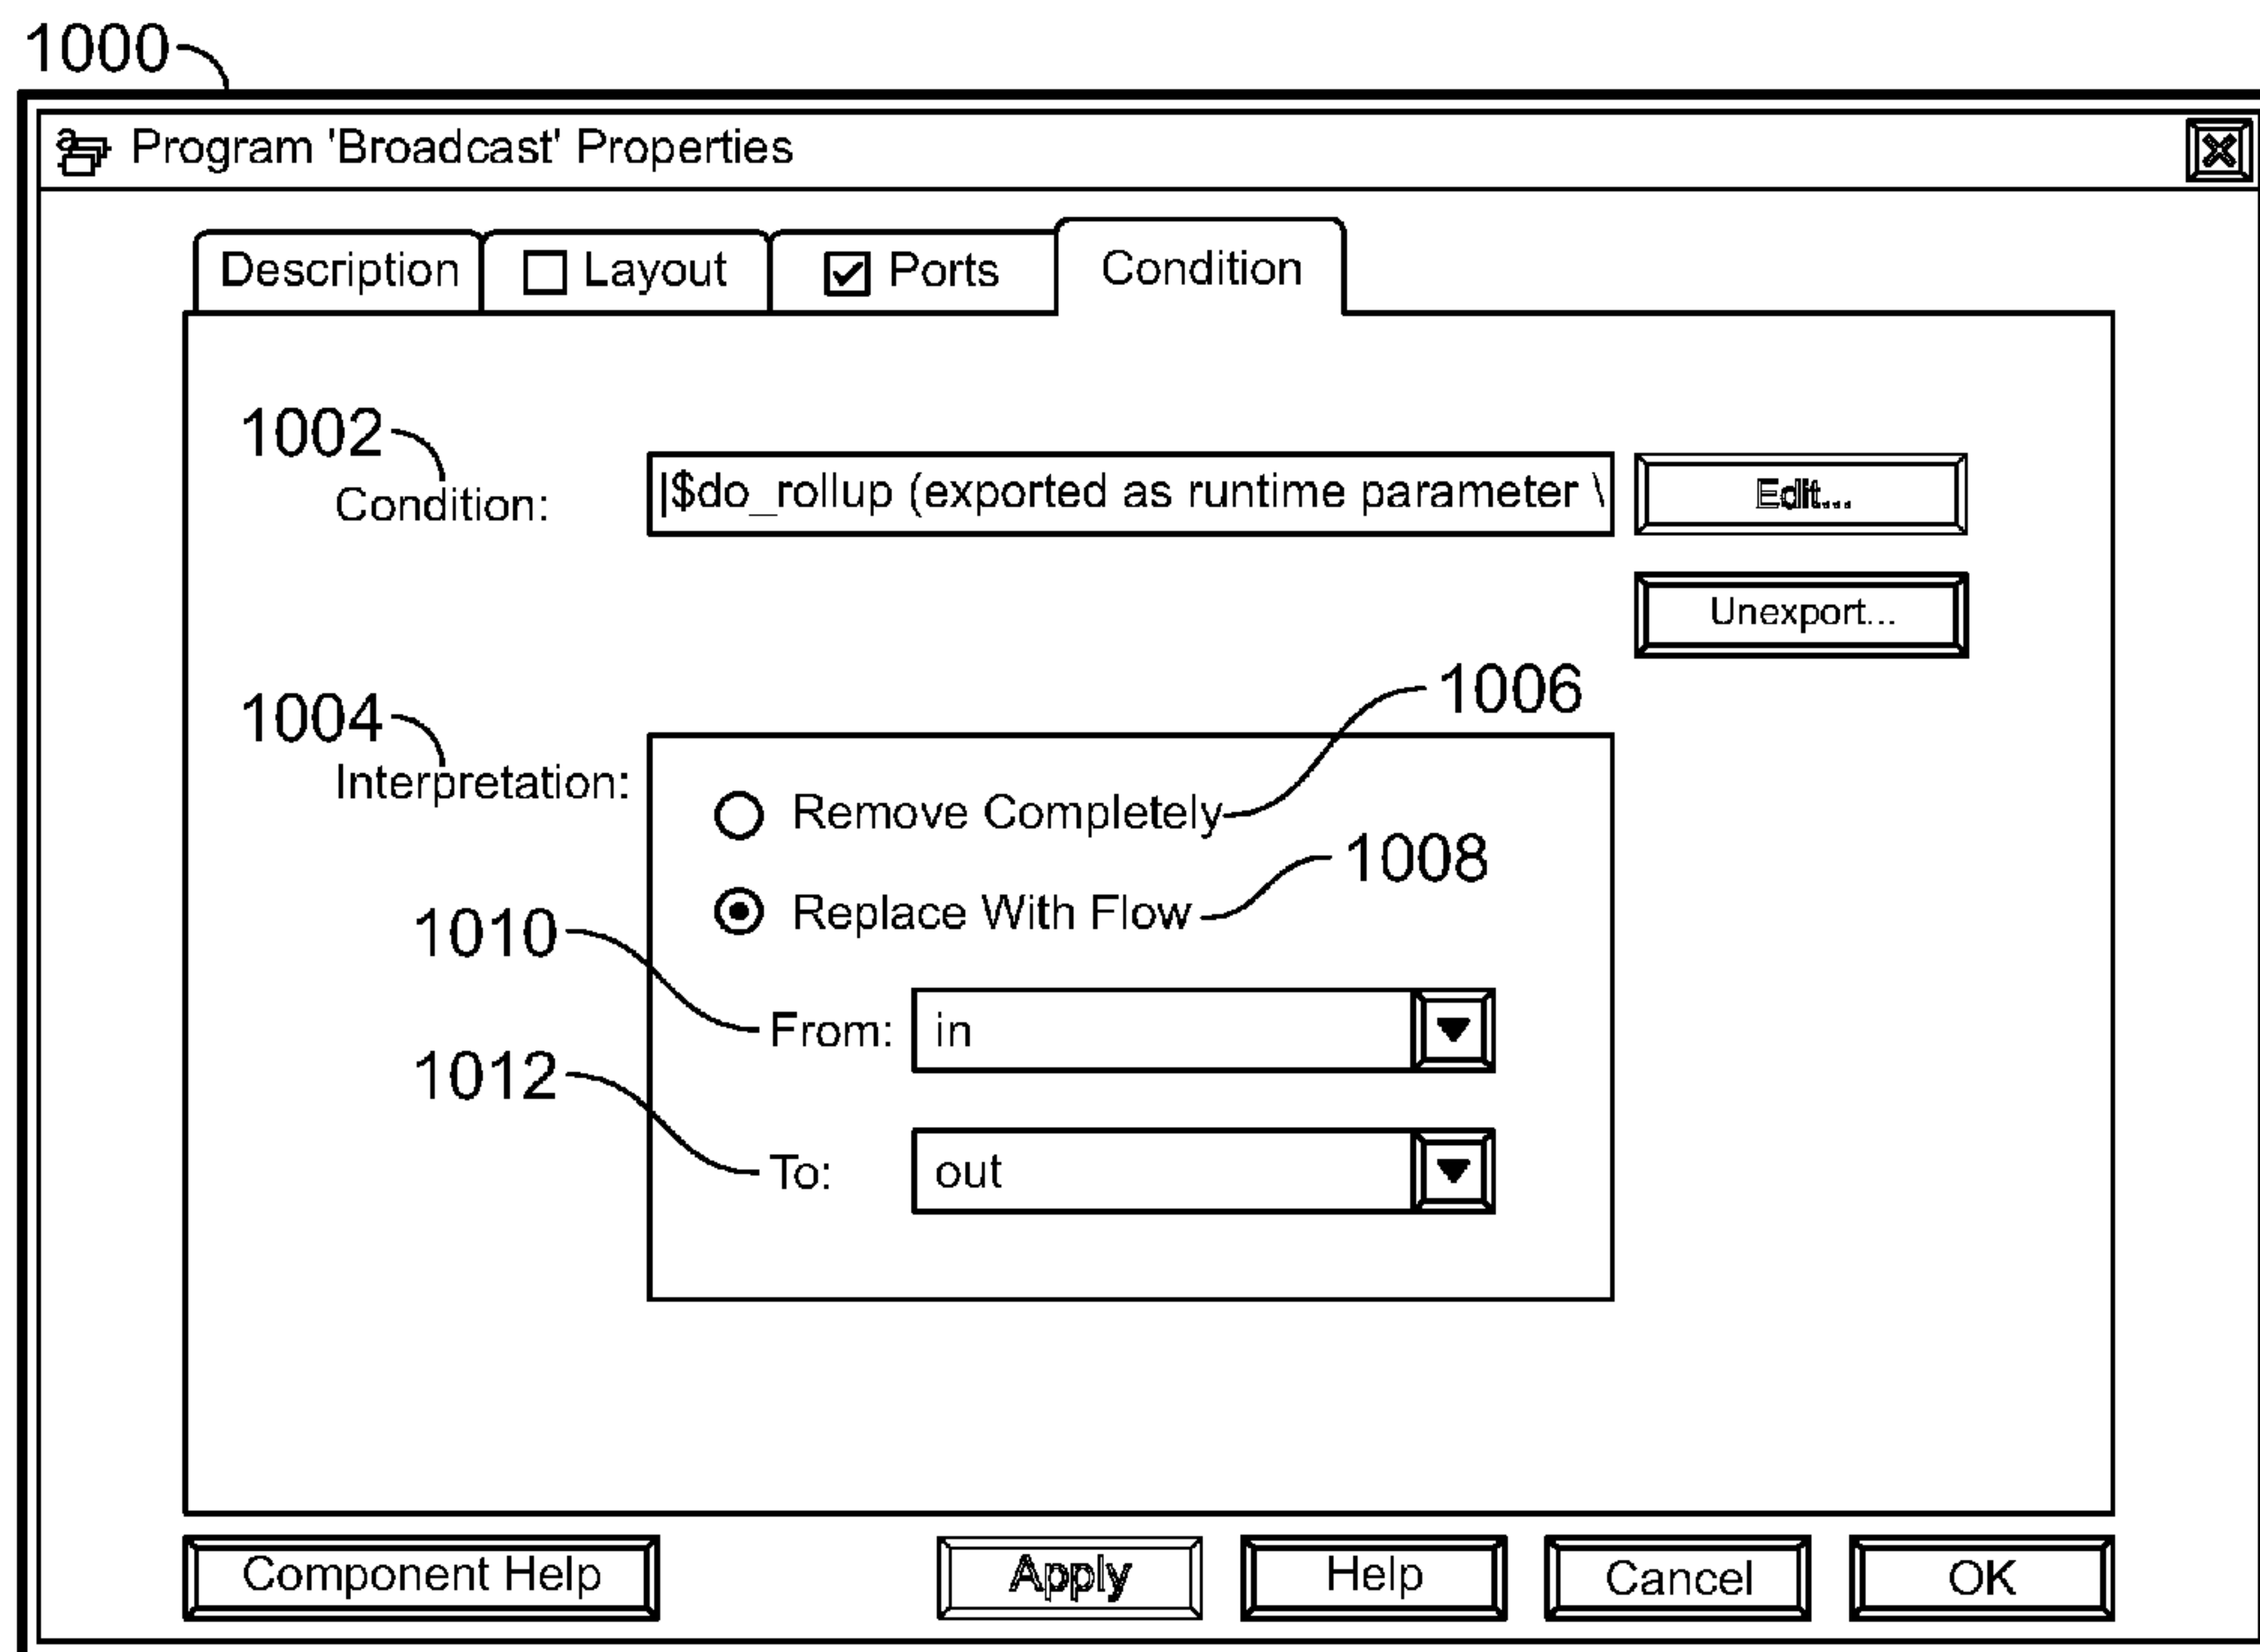 1000
Program 'Broadcast' Properties
Description Layout Ports Condition
1002
Condition: |$do_rollup (exported as runtime parameter \ Edit...
Unexport...
1006
1004
Interpretation:
Remove Completely
1008
Replace With Flow
1010
From: in
1012
To: out
Component Help Apply Help Cancel OK